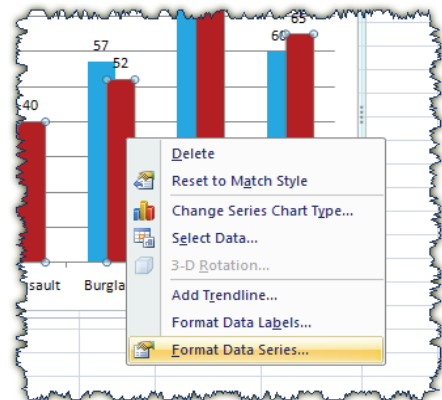 65
60
57
52
40
Delete
Reset to Match Style
Change Series Chart Type...
Select Data...
3-D Rotation...
sault Burgla
Add Trendline...
Format Data Labels...
Format Data Series...